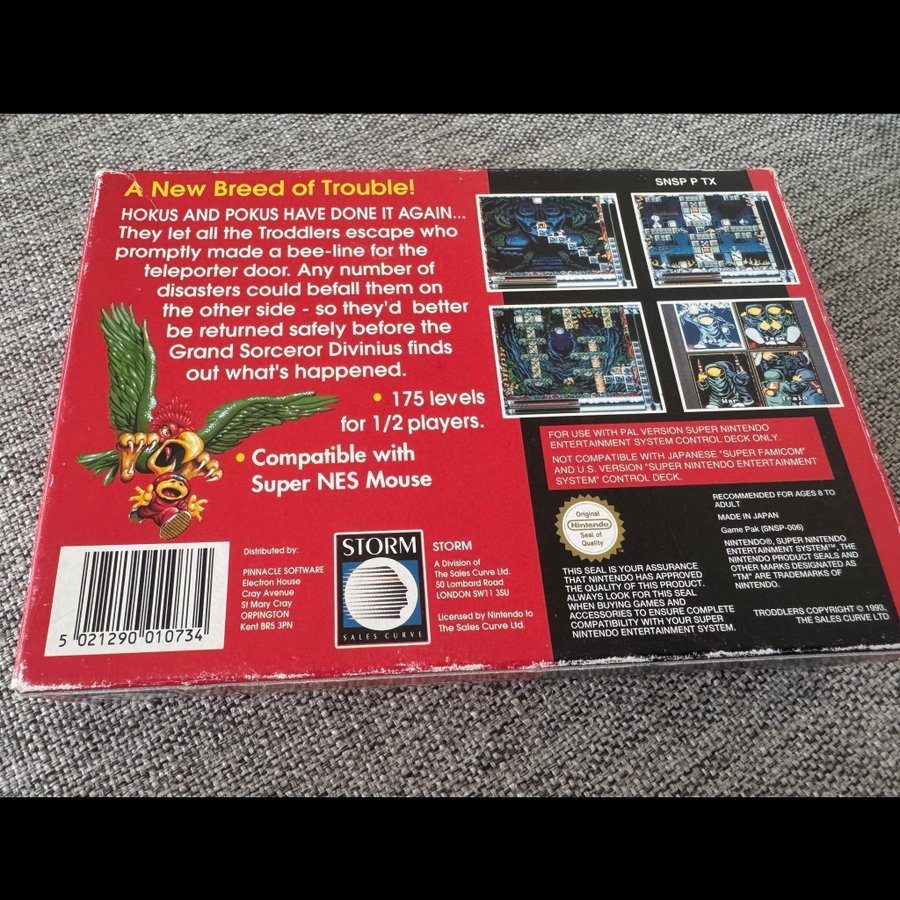 A New Breed of Trouble!
HOKUS AND POKUS HAVE DONE IT AGAIN...
They let all the Troddlers escape who
promptly made a bee-line for the
teleporter door. Any number of
disasters could befall them on
the other side - so they'd better
be returned safely before the
Grand Sorceror Divinius finds
out what's happened.
• 175 levels
for 1/2 players.
• Compatible with
Super NES Mouse
5 021290 010734
Distributed by:
PINNACLE SOFTWARE
Electron House
Cray Avenue
St Mary Cray
ORPINGTON
Kent BR5 3PN
STORM
SALES CURVE
STORM
A Division of
The Sales Curve Ltd.
50 Lombard Road
LONDON SW11 3SU
Licensed by Nintendo to
The Sales Curve Ltd.
SNSP P TX
War
Train
FOR USE WITH PAL VERSION SUPER NINTENDO
ENTERTAINMENT SYSTEM CONTROL DECK ONLY.
NOT COMPATIBLE WITH JAPANESE "SUPER FAMICOM"
AND U.S. VERSION "SUPER NINTENDO ENTERTAINMENT
SYSTEM" CONTROL DECK.
Original
Nintendo
Seal of
Quality
THIS SEAL IS YOUR ASSURANCE
THAT NINTENDO HAS APPROVED
THE QUALITY OF THIS PRODUCT.
ALWAYS LOOK FOR THIS SEAL
WHEN BUYING GAMES AND
ACCESSORIES TO ENSURE COMPLETE
COMPATIBILITY WITH YOUR SUPER
NINTENDO ENTERTAINMENT SYSTEM.
RECOMMENDED FOR AGES 8 TO
ADULT
MADE IN JAPAN
Game Pak (SNSP-006)
NINTENDO®, SUPER NINTENDO
ENTERTAINMENT SYSTEM™, THE
NINTENDO PRODUCT SEALS AND
OTHER MARKS DESIGNATED AS
"TM" ARE TRADEMARKS OF
NINTENDO.
TRODDLERS COPYRIGHT © 1993,
THE SALES CURVE LTD